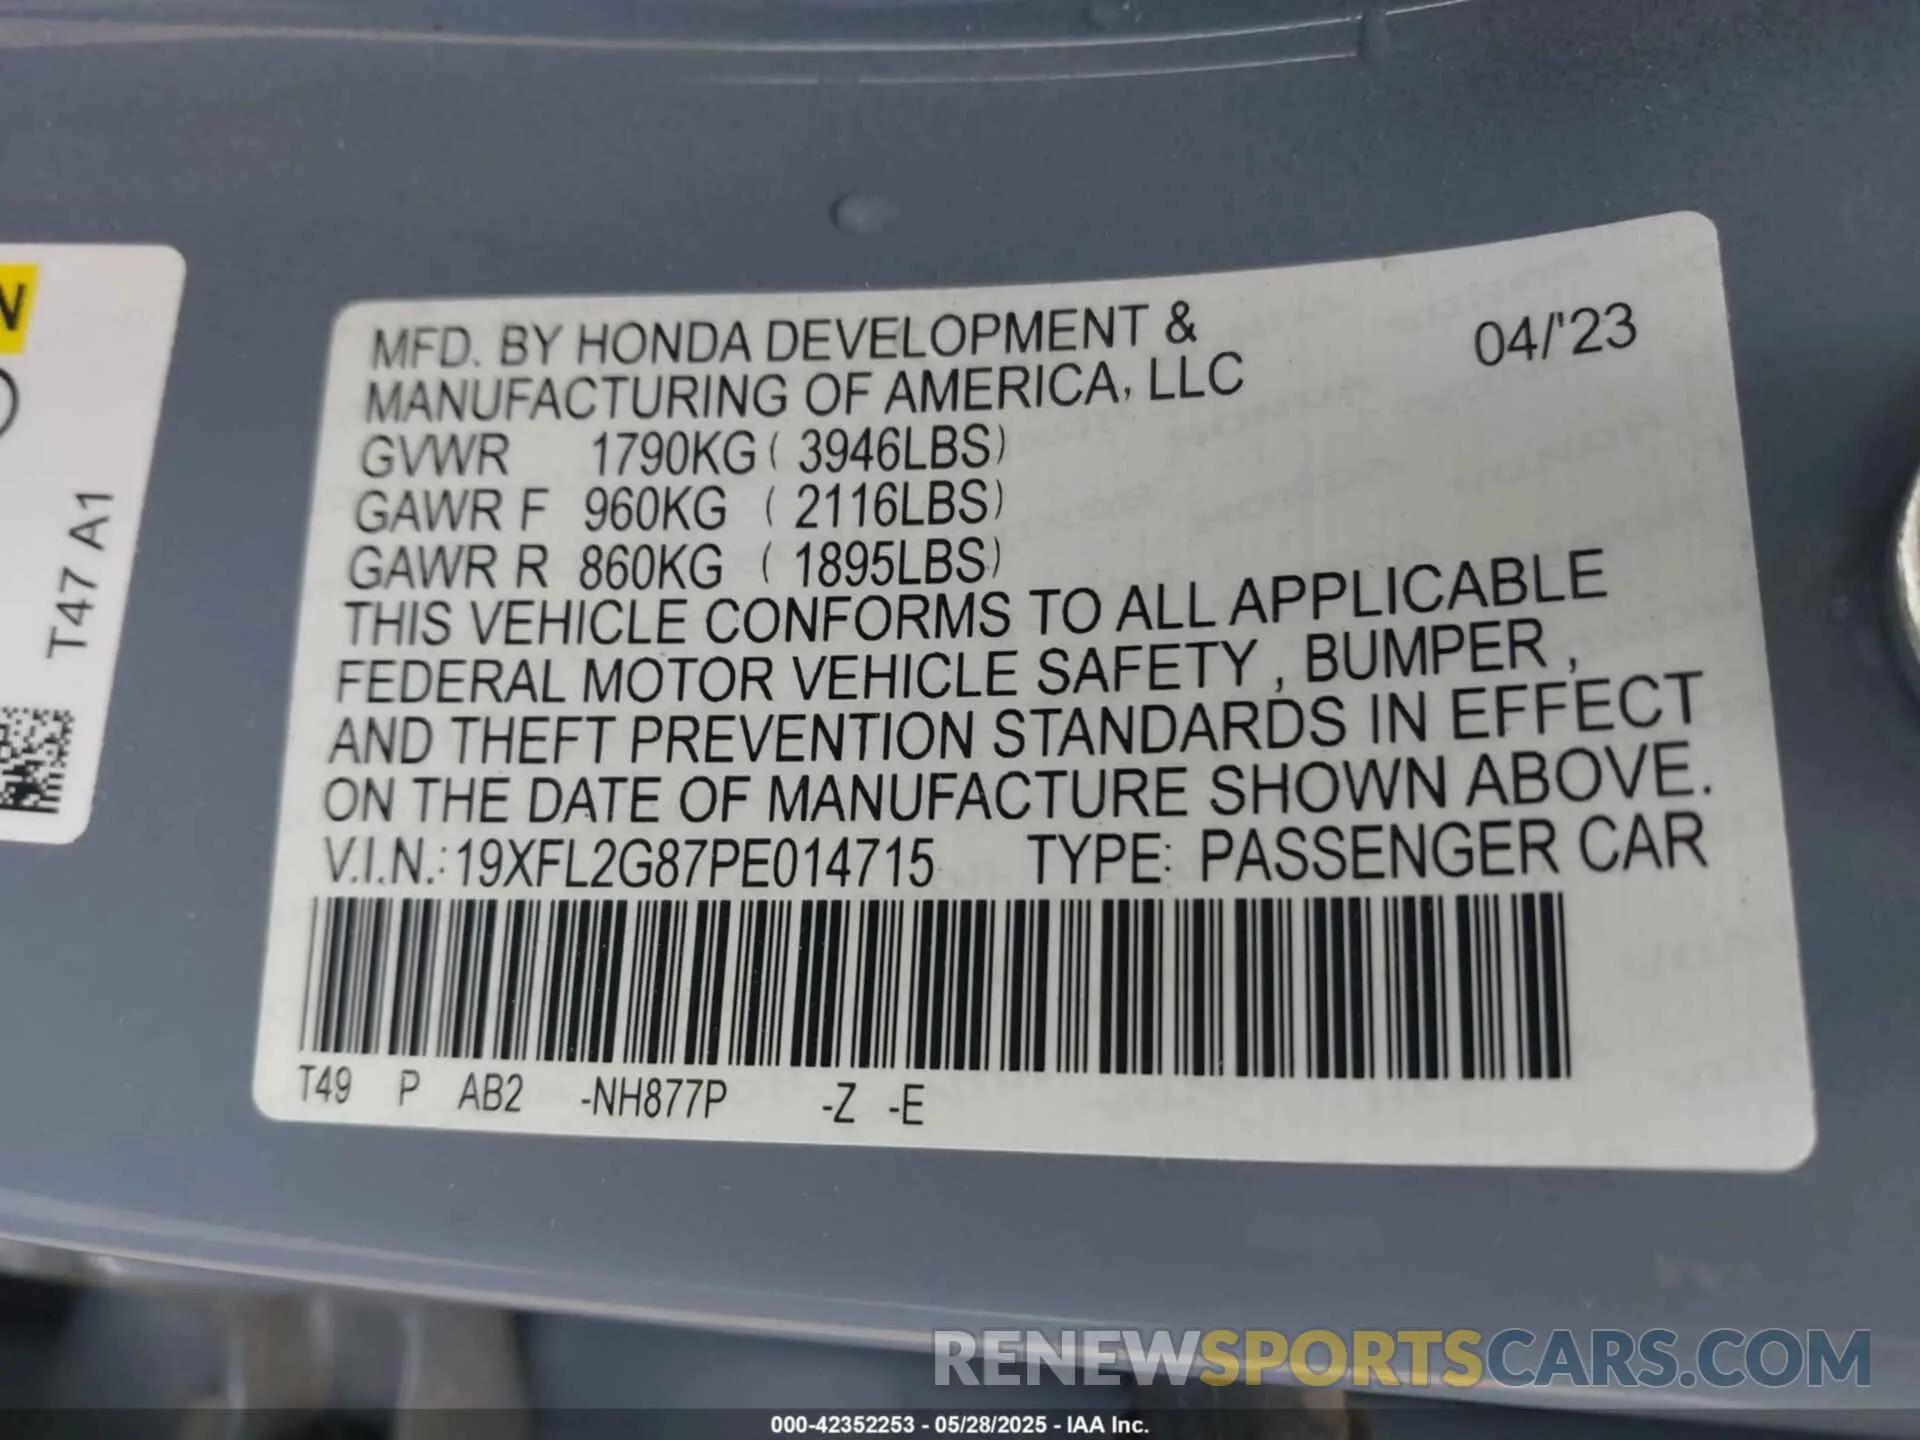 MFD. BY HONDA DEVELOPMENT &
MANUFACTURING OF AMERICA, LLC
04/'23
GVWR 1790KG ( 3946LBS)
GAWR F 960KG ( 2116LBS)
GAWR R 860KG ( 1895LBS)
THIS VEHICLE CONFORMS TO ALL APPLICABLE
FEDERAL MOTOR VEHICLE SAFETY , BUMPER ,
AND THEFT PREVENTION STANDARDS IN EFFECT
ON THE DATE OF MANUFACTURE SHOWN ABOVE.
V.I.N.: 19XFL2G87PE014715 TYPE: PASSENGER CAR
T49 P AB2 -NH877P -Z -E
T47 A1
RENEWSPORTSCARS.COM
000-42352253 - 05/28/2025 - IAA Inc.